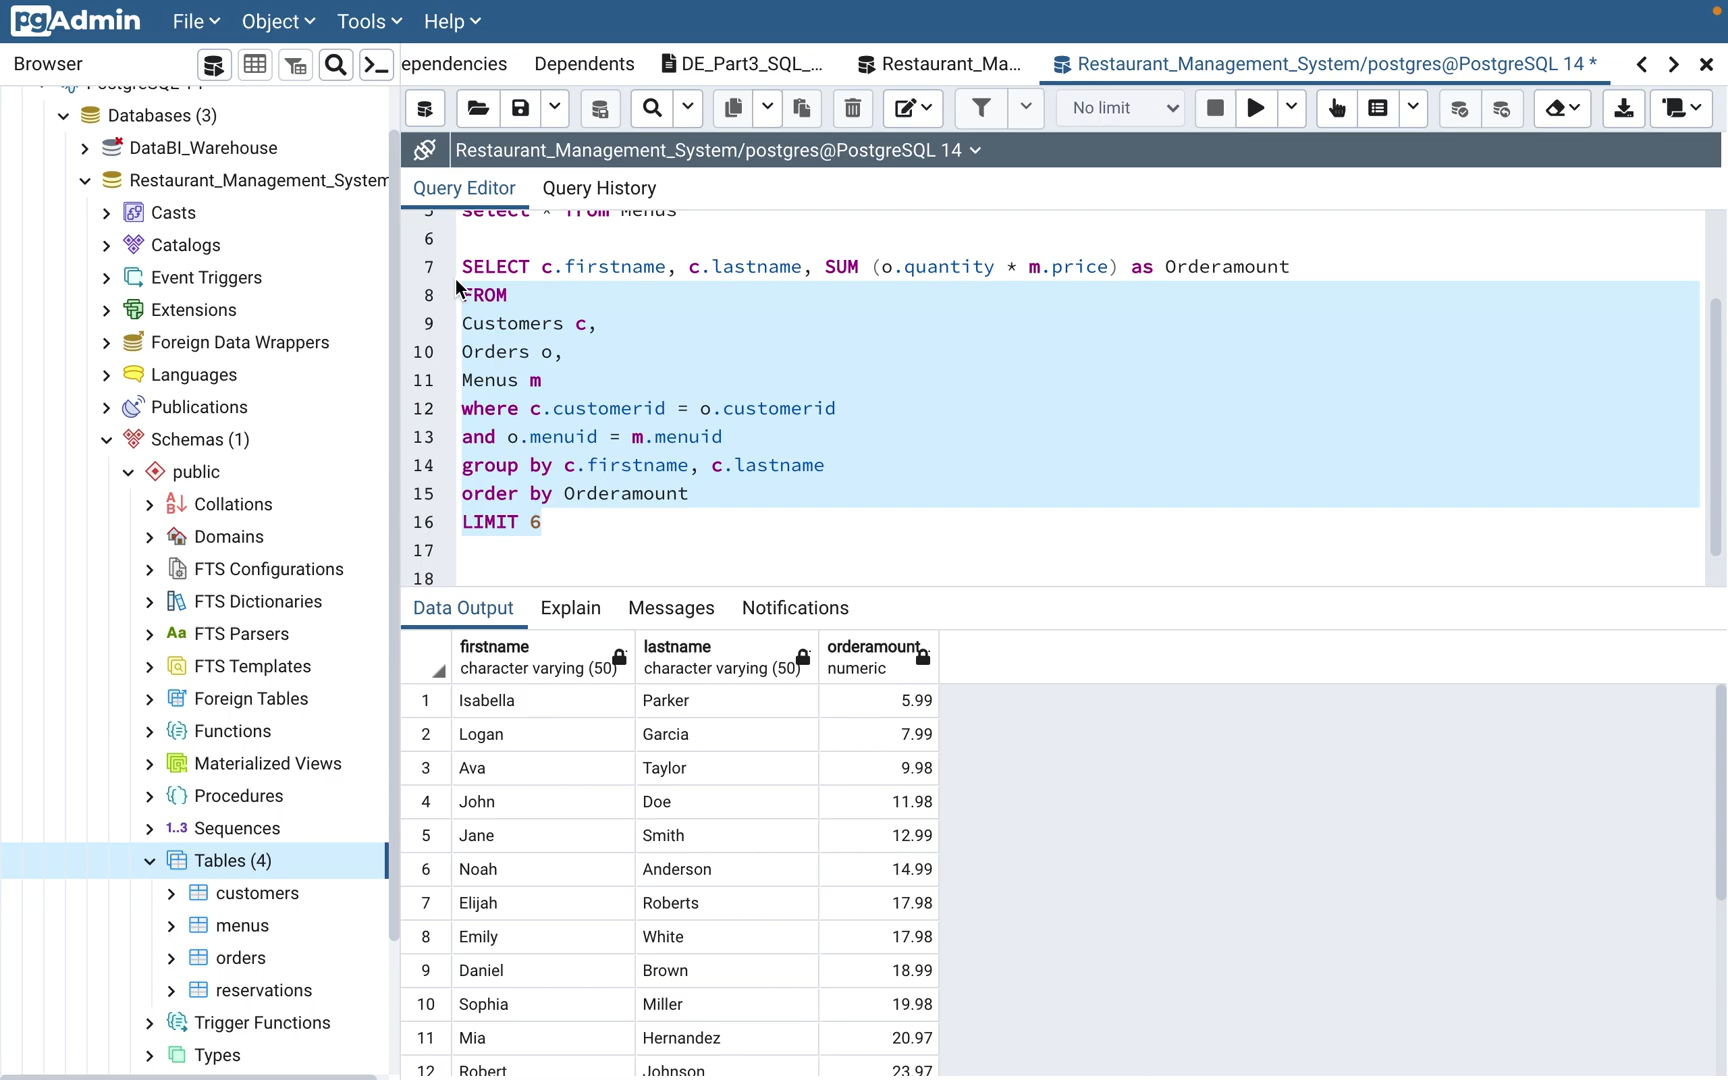 pgAdmin File Object Tools Help
Browser
ependencies Dependents DE_Part3_SQL_... Restaurant_Ma... Restaurant_Management_System/postgres@PostgreSQL 14 *
No limit
Restaurant_Management_System/postgres@PostgreSQL 14
Query Editor Query History
Databases (3)
DataBI_Warehouse
Restaurant_Management_System
Casts
Catalogs
Event Triggers
Extensions
Foreign Data Wrappers
Languages
Publications
Schemas (1)
public
Collations
Domains
FTS Configurations
FTS Dictionaries
Aa FTS Parsers
FTS Templates
Foreign Tables
Functions
Materialized Views
Procedures
1..3 Sequences
Tables (4)
customers
menus
orders
reservations
Trigger Functions
Types
5 select * from Menus
6
7 SELECT c.firstname, c.lastname, SUM (o.quantity * m.price) as Orderamount
8 FROM
9 Customers c,
10 Orders o,
11 Menus m
12 where c.customerid = o.customerid
13 and o.menuid = m.menuid
14 group by c.firstname, c.lastname
15 order by Orderamount
16 LIMIT 6
17
18
Data Output Explain Messages Notifications
firstname lastname orderamount
character varying (50) character varying (50) numeric
1 Isabella Parker 5.99
2 Logan Garcia 7.99
3 Ava Taylor 9.98
4 John Doe 11.98
5 Jane Smith 12.99
6 Noah Anderson 14.99
7 Elijah Roberts 17.98
8 Emily White 17.98
9 Daniel Brown 18.99
10 Sophia Miller 19.98
11 Mia Hernandez 20.97
12 Robert Johnson 23.97